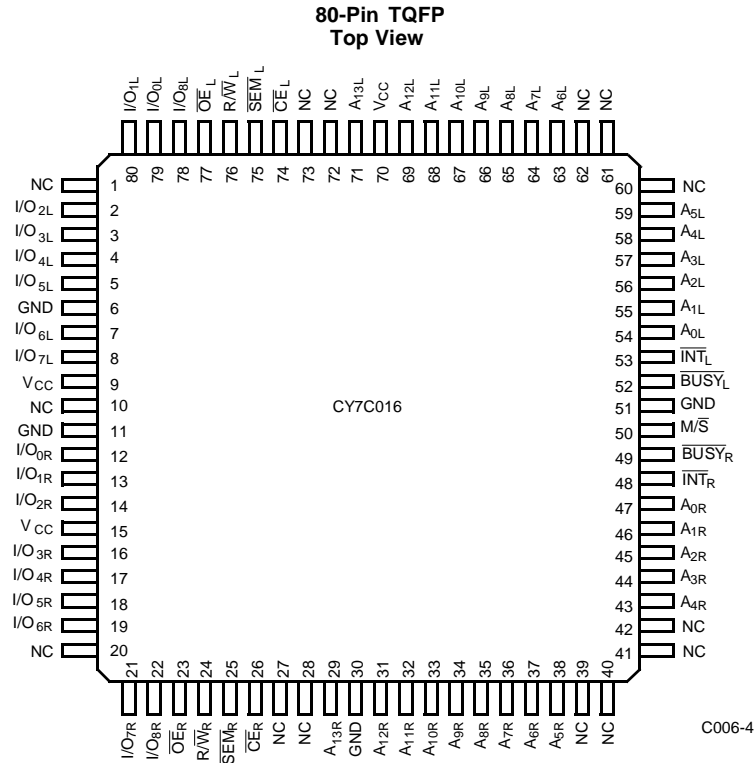 80-Pin TQFP
Top View
I/O1L I/O0L I/O8L OEL R/WL SEML CEL NC NC A13L VCC A12L A11L A10L A9L A8L A7L A6L NC NC
80 79 78 77 76 75 74 73 72 71 70 69 68 67 66 65 64 63 62 61
NC 1 60 NC
I/O2L 2 59 A5L
I/O3L 3 58 A4L
I/O4L 4 57 A3L
I/O5L 5 56 A2L
GND 6 55 A1L
I/O6L 7 54 A0L
I/O7L 8 53 INTL
VCC 9 52 BUSYL
NC 10 CY7C016 51 GND
GND 11 50 M/S
I/O0R 12 49 BUSYR
I/O1R 13 48 INTR
I/O2R 14 47 A0R
VCC 15 46 A1R
I/O3R 16 45 A2R
I/O4R 17 44 A3R
I/O5R 18 43 A4R
I/O6R 19 42 NC
NC 20 41 NC
21 22 23 24 25 26 27 28 29 30 31 32 33 34 35 36 37 38 39 40
I/O7R I/O8R OER R/WR SEMR CER NC NC A13R GND A12R A11R A10R A9R A8R A7R A6R A5R NC NC
C006-4